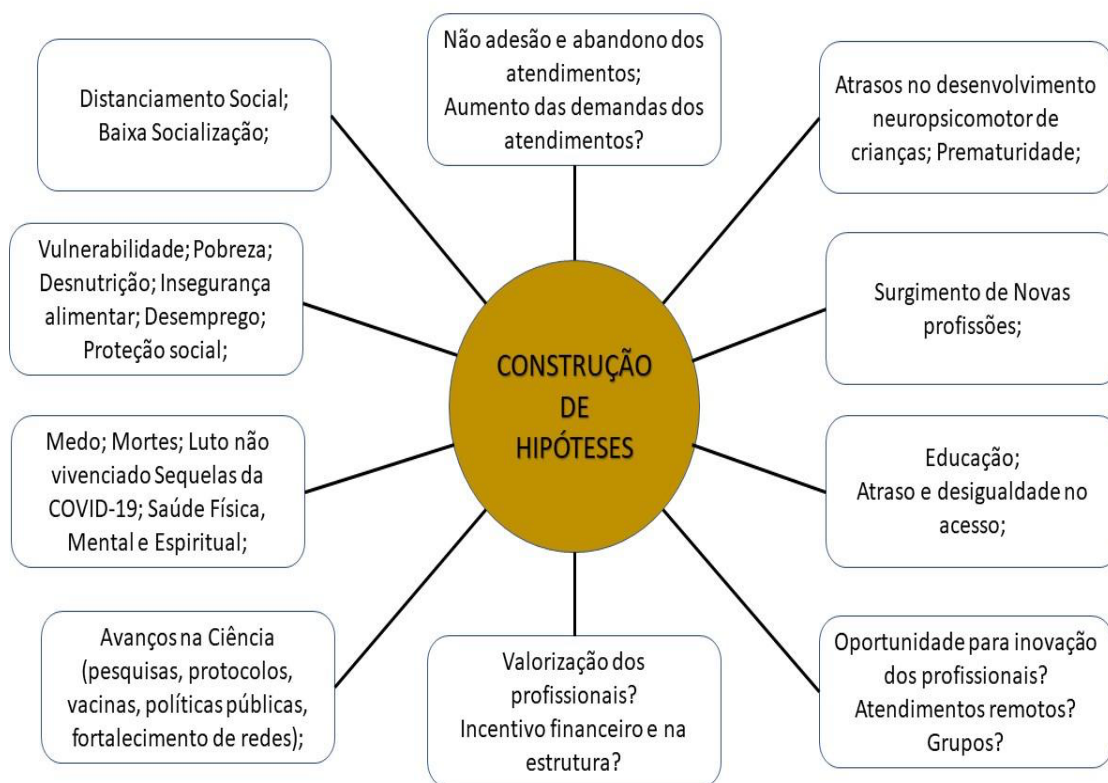 Não adesão e abandono dos
atendimentos;
Aumento das demandas dos
atendimentos?
Distanciamento Social;
Baixa Socialização;
Atrasos no desenvolvimento
neuropsicomotor de
crianças; Prematuridade;
Vulnerabilidade; Pobreza;
Desnutrição; Insegurança
alimentar; Desemprego;
Proteção social;
Surgimento de Novas
profissões;
CONSTRUÇÃO
DE
HIPÓTESES
Medo; Mortes; Luto não
vivenciado Sequelas da
COVID-19; Saúde Física,
Mental e Espiritual;
Educação;
Atraso e desigualdade no
acesso;
Avanços na Ciência
(pesquisas, protocolos,
vacinas, políticas públicas,
fortalecimento de redes);
Valorização dos
profissionais?
Incentivo financeiro e na
estrutura?
Oportunidade para inovação
dos profissionais?
Atendimentos remotos?
Grupos?